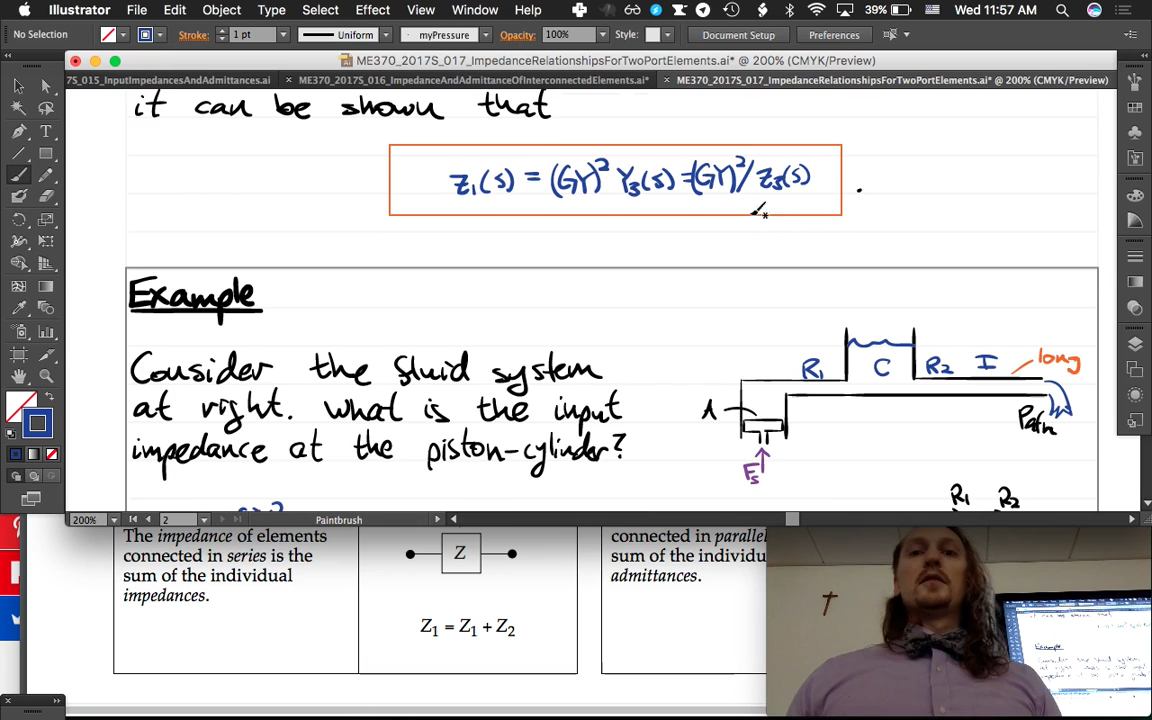 Illustrator File Edit Object Type Select Effect View Window Help 39% Wed 11:57 AM
No Selection Stroke: 1 pt Uniform myPressure Opacity: 100% Style: Document Setup Preferences
ME370_2017S_017_ImpedanceRelationshipsForTwoPortElements.ai* @ 200% (CMYK/Preview)
7S_015_InputImpedancesAndAdmittances.ai ME370_2017S_016_ImpedanceAndAdmittanceOfInterconnectedElements.ai* ME370_2017S_017_ImpedanceRelationshipsForTwoPortElements.ai* @ 200% (CMYK/Preview)
it can be shown that
Z1(s) = (GY)² Y3(s) = (GY)²/Z3(s) .
Example
Consider the fluid system
at right. What is the input
impedance at the piston-cylinder?
R1 C R2 I long
A
Patm
Fs
R1 R2
200% 2 Paintbrush
The impedance of elements
connected in series is the
sum of the individual
impedances.
Z
Z1 = Z1 + Z2
connected in parallel
sum of the individu
admittances.